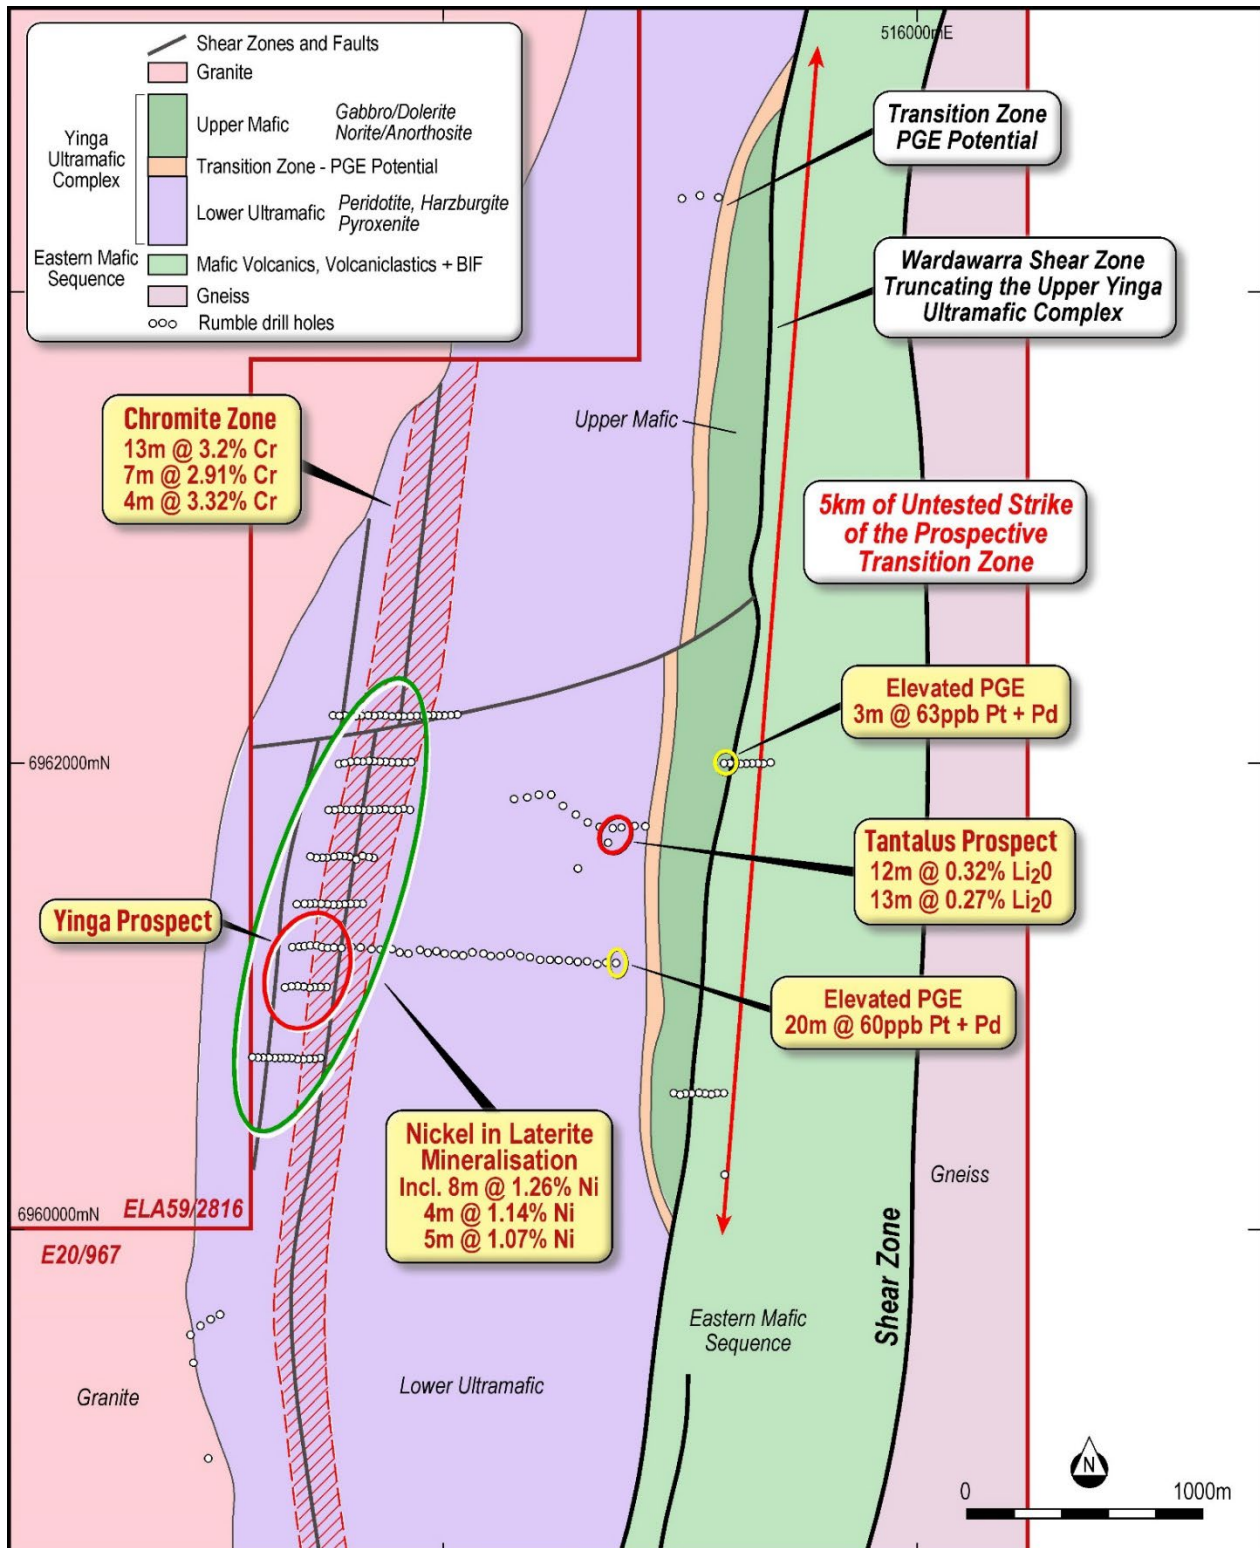 Shear Zones and Faults
Granite
Yinga
Ultramafic
Complex
Upper Mafic
Gabbro/Dolerite
Norite/Anorthosite
Transition Zone - PGE Potential
Lower Ultramafic
Peridotite, Harzburgite
Pyroxenite
Eastern Mafic
Sequence
Mafic Volcanics, Volcaniclastics + BIF
Gneiss
Rumble drill holes
516000mE
Transition Zone
PGE Potential
Wardawarra Shear Zone
Truncating the Upper Yinga
Ultramafic Complex
Chromite Zone
13m @ 3.2% Cr
7m @ 2.91% Cr
4m @ 3.32% Cr
Upper Mafic
5km of Untested Strike
of the Prospective
Transition Zone
Elevated PGE
3m @ 63ppb Pt + Pd
6962000mN
Tantalus Prospect
12m @ 0.32% Li₂0
13m @ 0.27% Li₂0
Yinga Prospect
Elevated PGE
20m @ 60ppb Pt + Pd
Nickel in Laterite
Mineralisation
Incl. 8m @ 1.26% Ni
4m @ 1.14% Ni
5m @ 1.07% Ni
Gneiss
6960000mN
ELA59/2816
E20/967
Shear Zone
Eastern Mafic
Sequence
Granite
Lower Ultramafic
N
0
1000m